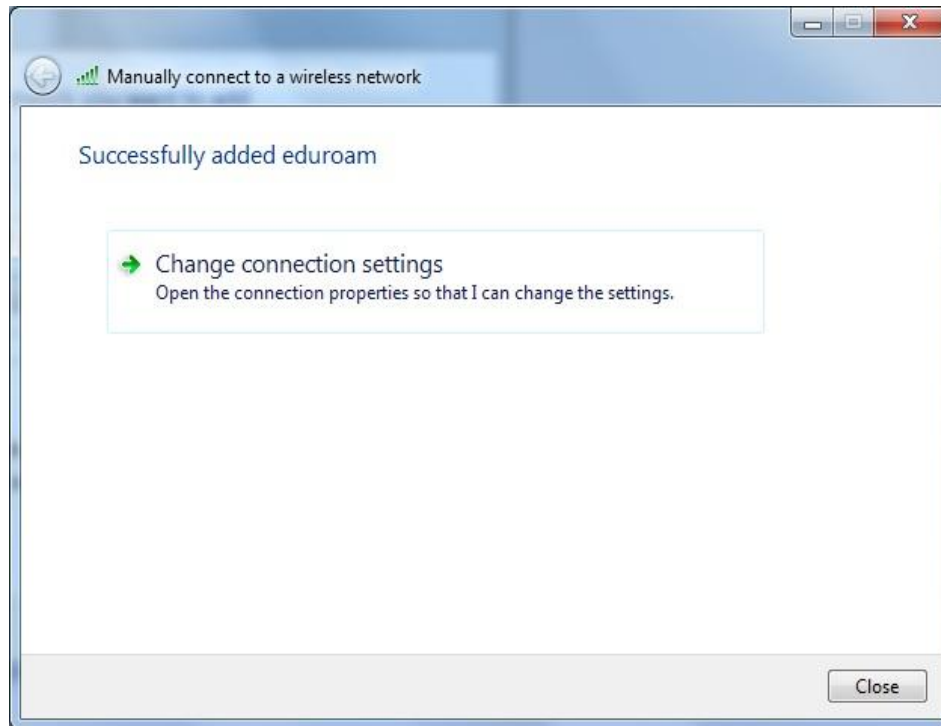 Manually connect to a wireless network
Successfully added eduroam
Change connection settings
Open the connection properties so that I can change the settings.
Close